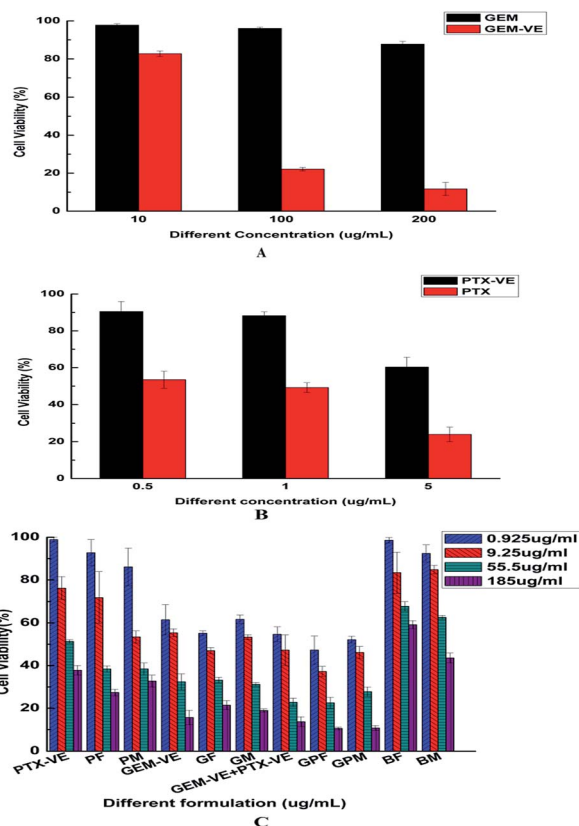 GEM
GEM-VE
100
80
60
40
20
0
Cell Viability (%)
10 100 200
Different Concentration (ug/mL)
A
PTX-VE
PTX
100
80
60
40
20
0
Cell Viability (%)
0.5 1 5
Different concentration (ug/mL)
B
0.925ug/ml
9.25ug/ml
55.5ug/ml
185ug/ml
100
80
60
40
20
0
Cell Viability(%)
PTX-VE PF PM GEM-VE GF GM GEM-VE+PTX-VE GPF GPM BF BM
Different formulation (ug/mL)
C